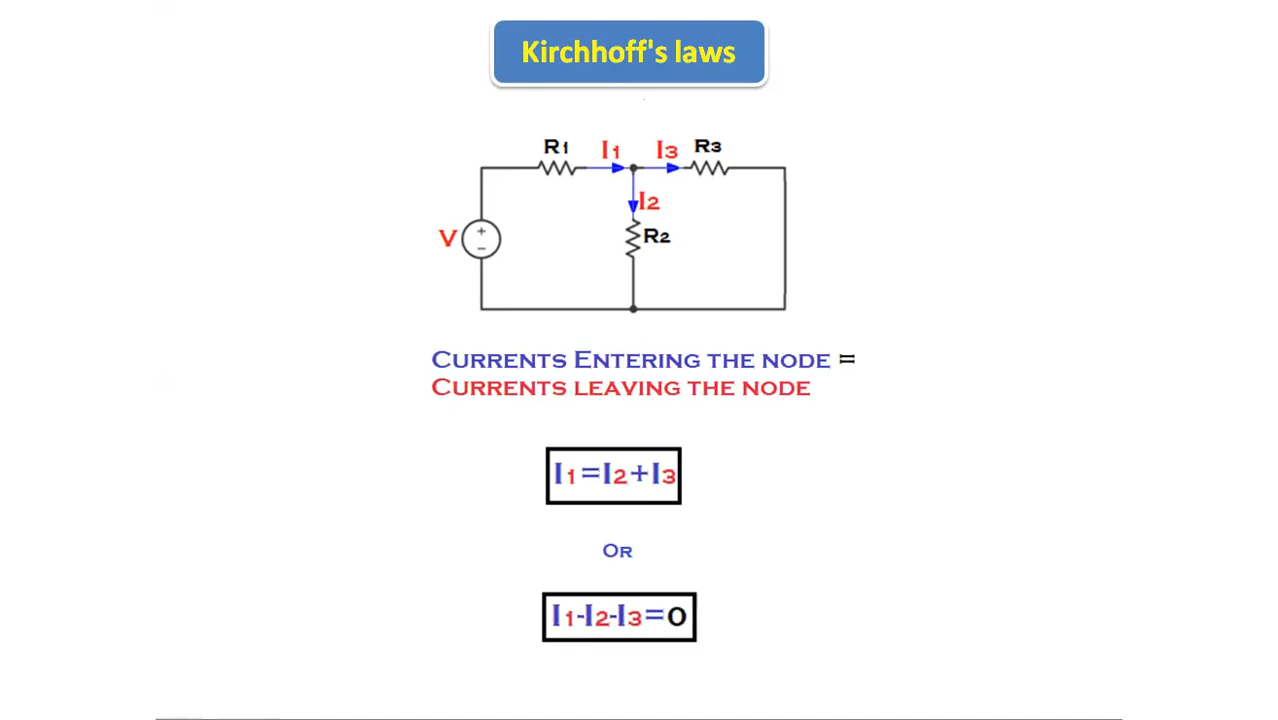 Kirchhoff's laws
R1 I1 I3 R3
I2
V + R2
−
Currents Entering the node =
Currents leaving the node
I1=I2+I3
Or
I1-I2-I3=0